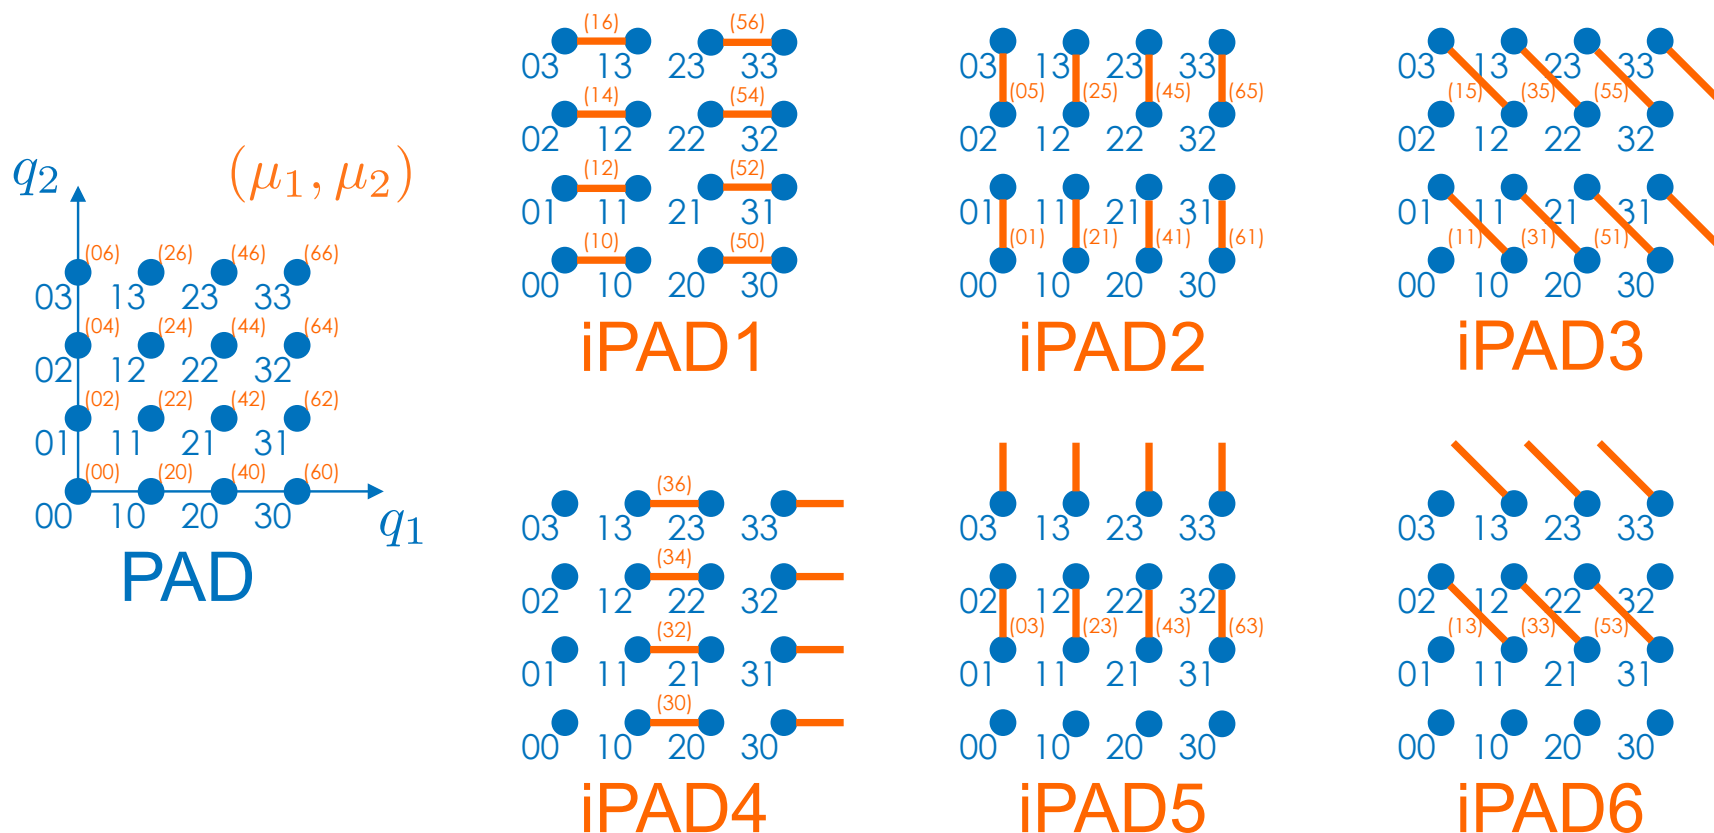 q₂
(μ₁, μ₂)
(06) (26) (46) (66)
03 13 23 33
(04) (24) (44) (64)
02 12 22 32
(02) (22) (42) (62)
01 11 21 31
(00) (20) (40) (60)
00 10 20 30
q₁
PAD
(16) (56)
03 13 23 33
(14) (54)
02 12 22 32
(12) (52)
01 11 21 31
(10) (50)
00 10 20 30
iPAD1
03 13 23 33
(05) (25) (45) (65)
02 12 22 32
01 11 21 31
(01) (21) (41) (61)
00 10 20 30
iPAD2
03 13 23 33
(15) (35) (55)
02 12 22 32
01 11 21 31
(11) (31) (51)
00 10 20 30
iPAD3
(36)
03 13 23 33
(34)
02 12 22 32
(32)
01 11 21 31
(30)
00 10 20 30
iPAD4
03 13 23 33
02 12 22 32
(03) (23) (43) (63)
01 11 21 31
00 10 20 30
iPAD5
03 13 23 33
02 12 22 32
(13) (33) (53)
01 11 21 31
00 10 20 30
iPAD6